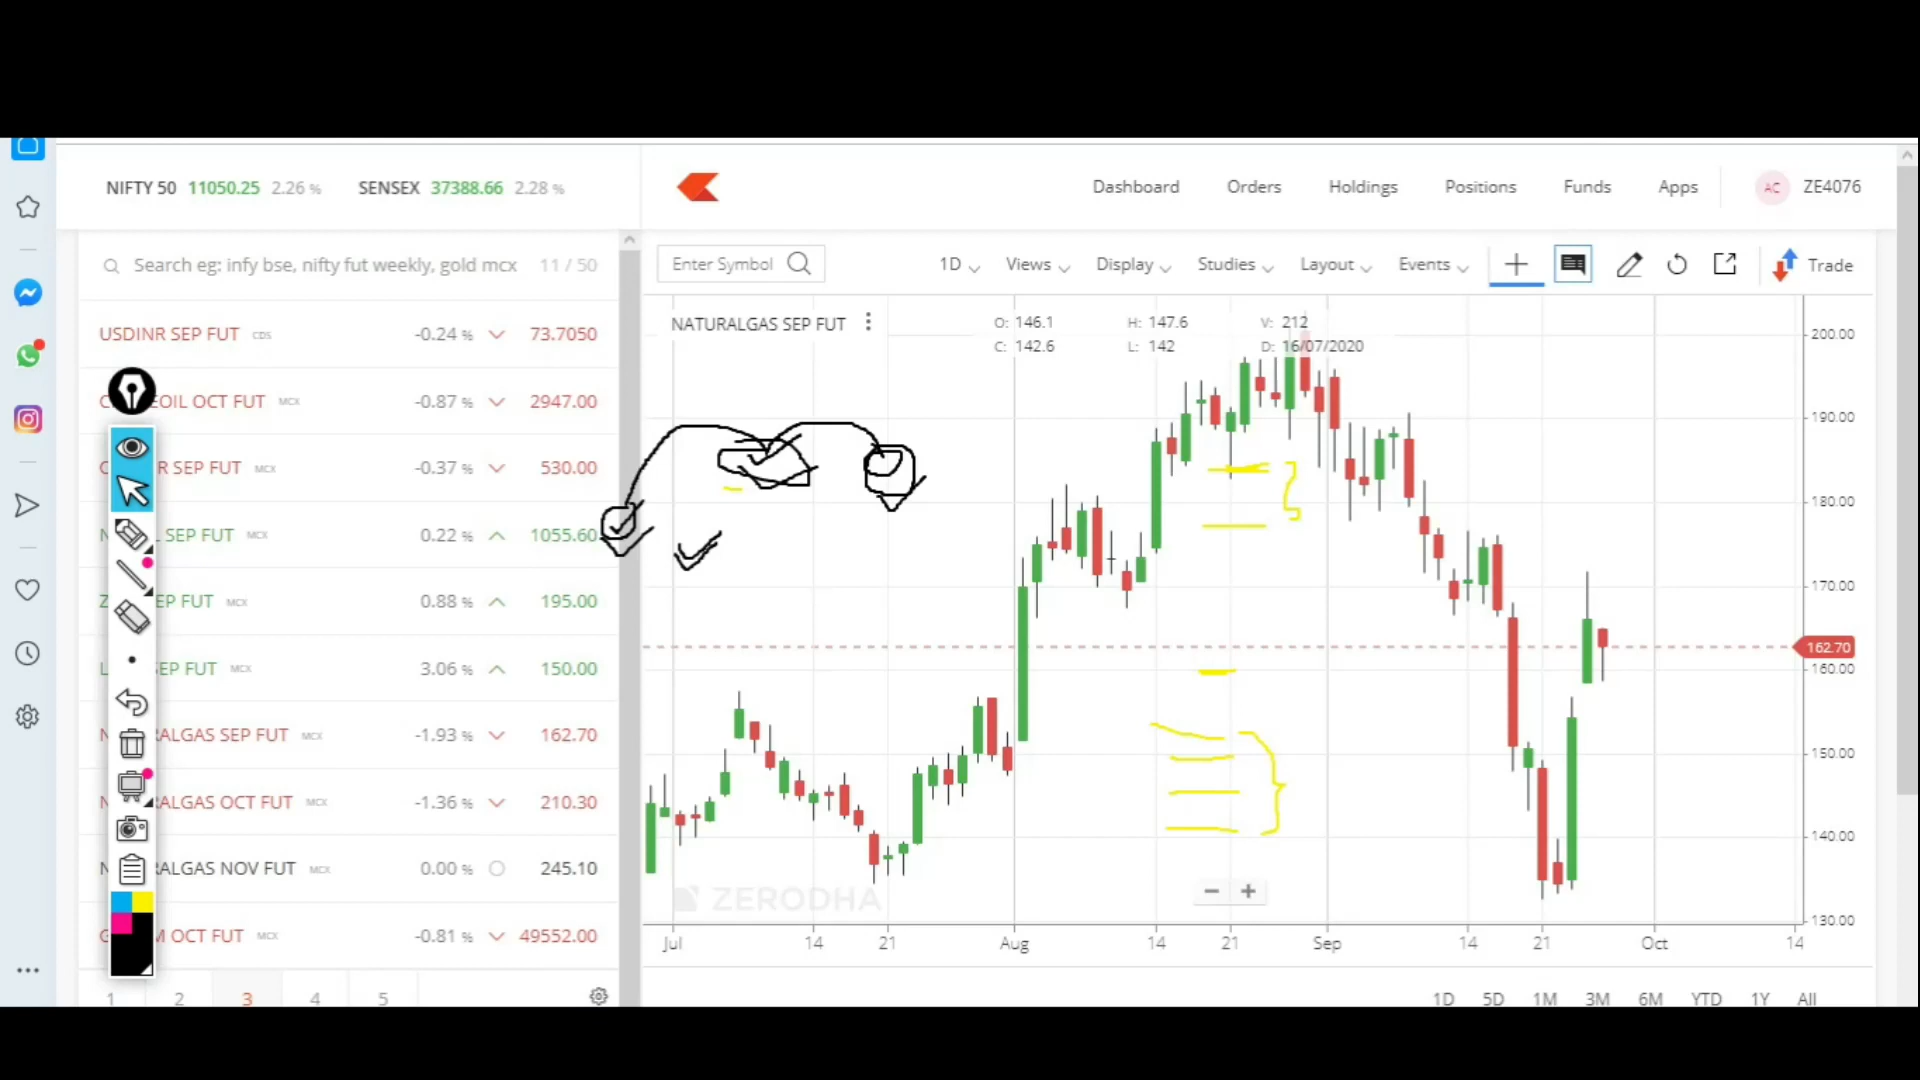 NIFTY 50 11050.25 2.26 % SENSEX 37388.66 2.28 %
Dashboard Orders Holdings Positions Funds Apps AC ZE4076
Search eg: infy bse, nifty fut weekly, gold mcx 11 / 50
Enter Symbol 1D Views Display Studies Layout Events Trade
USDINR SEP FUT CDS -0.24 % 73.7050
EOIL OCT FUT MCX -0.87 % 2947.00
R SEP FUT MCX -0.37 % 530.00
SEP FUT MCX 0.22 % 1055.60
EP FUT MCX 0.88 % 195.00
EP FUT MCX 3.06 % 150.00
RALGAS SEP FUT MCX -1.93 % 162.70
RALGAS OCT FUT MCX -1.36 % 210.30
RALGAS NOV FUT MCX 0.00 % 245.10
M OCT FUT MCX -0.81 % 49552.00
1 2 3 4 5
NATURALGAS SEP FUT
O: 146.1 H: 147.6 V: 212
C: 142.6 L: 142 D: 16/07/2020
200.00
190.00
180.00
170.00
162.70
160.00
150.00
140.00
130.00
ZERODHA
Jul 14 21 Aug 14 21 Sep 14 21 Oct 14
1D 5D 1M 3M 6M YTD 1Y All